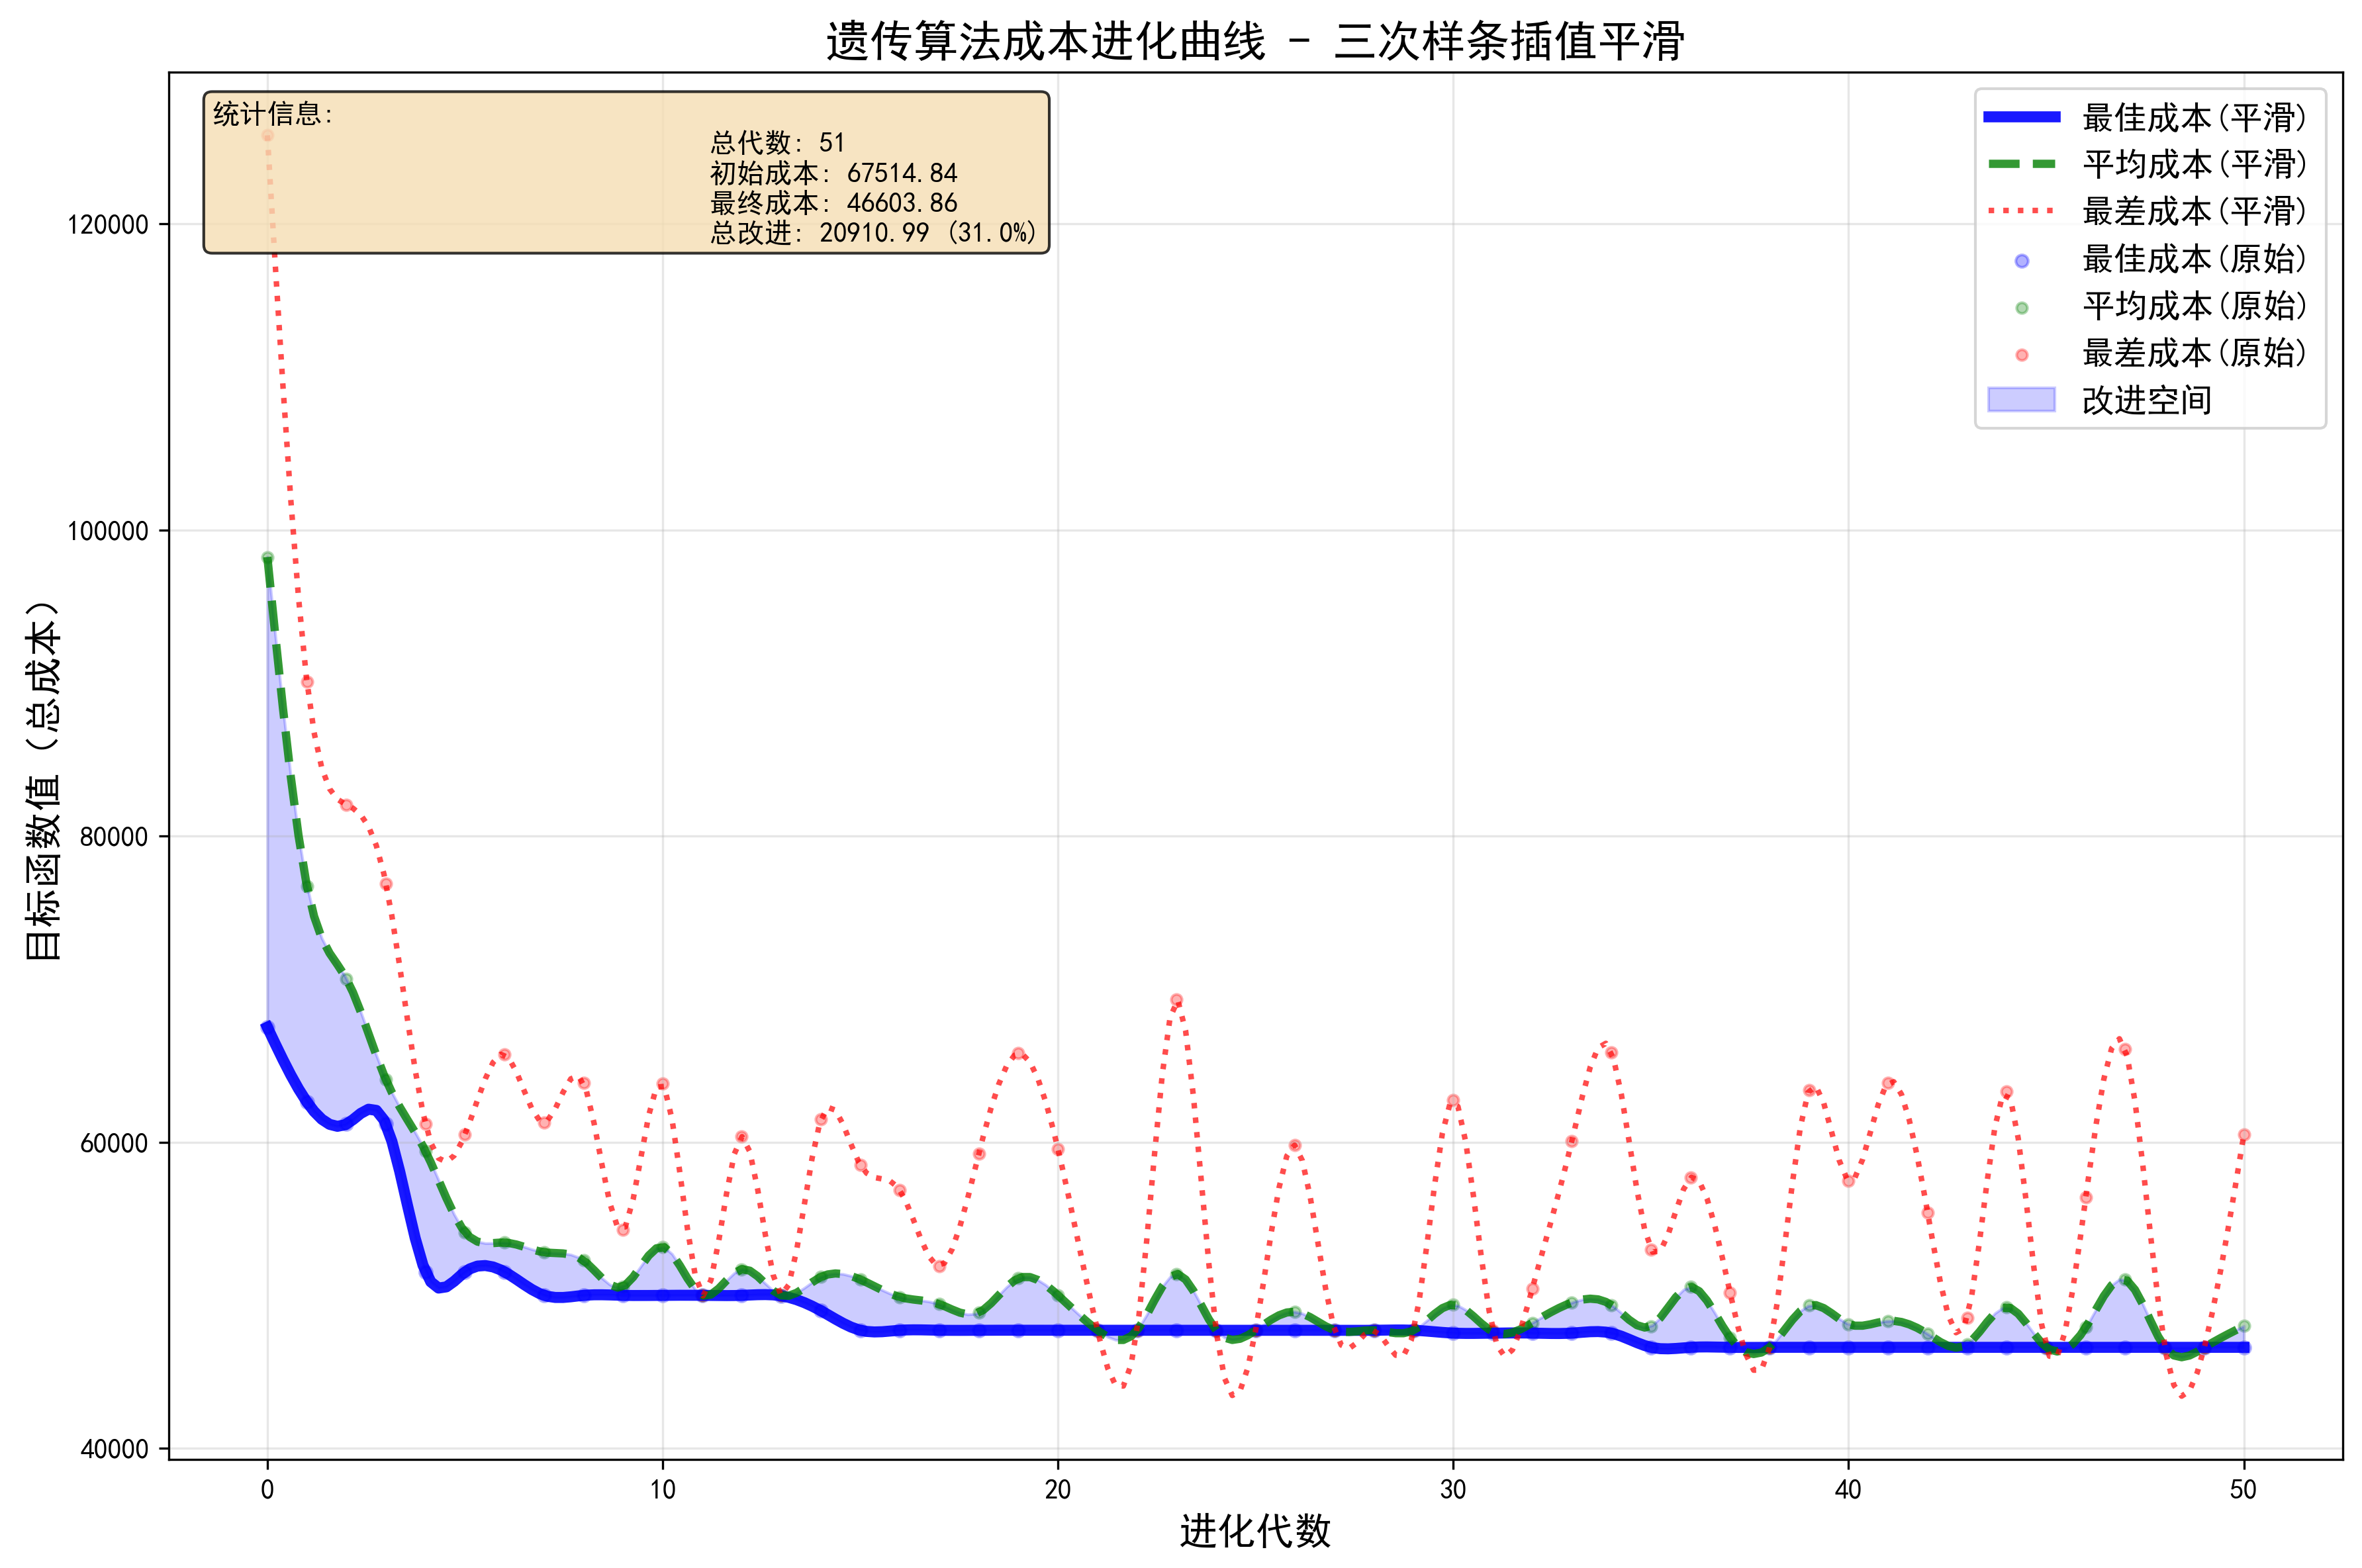 遗传算法成本进化曲线 - 三次样条插值平滑
统计信息:
总代数: 51
初始成本: 67514.84
最终成本: 46603.86
总改进: 20910.99 (31.0%)
最佳成本(平滑)
平均成本(平滑)
最差成本(平滑)
最佳成本(原始)
平均成本(原始)
最差成本(原始)
改进空间
目标函数值（总成本）
120000
100000
80000
60000
40000
0 10 20 30 40 50
进化代数